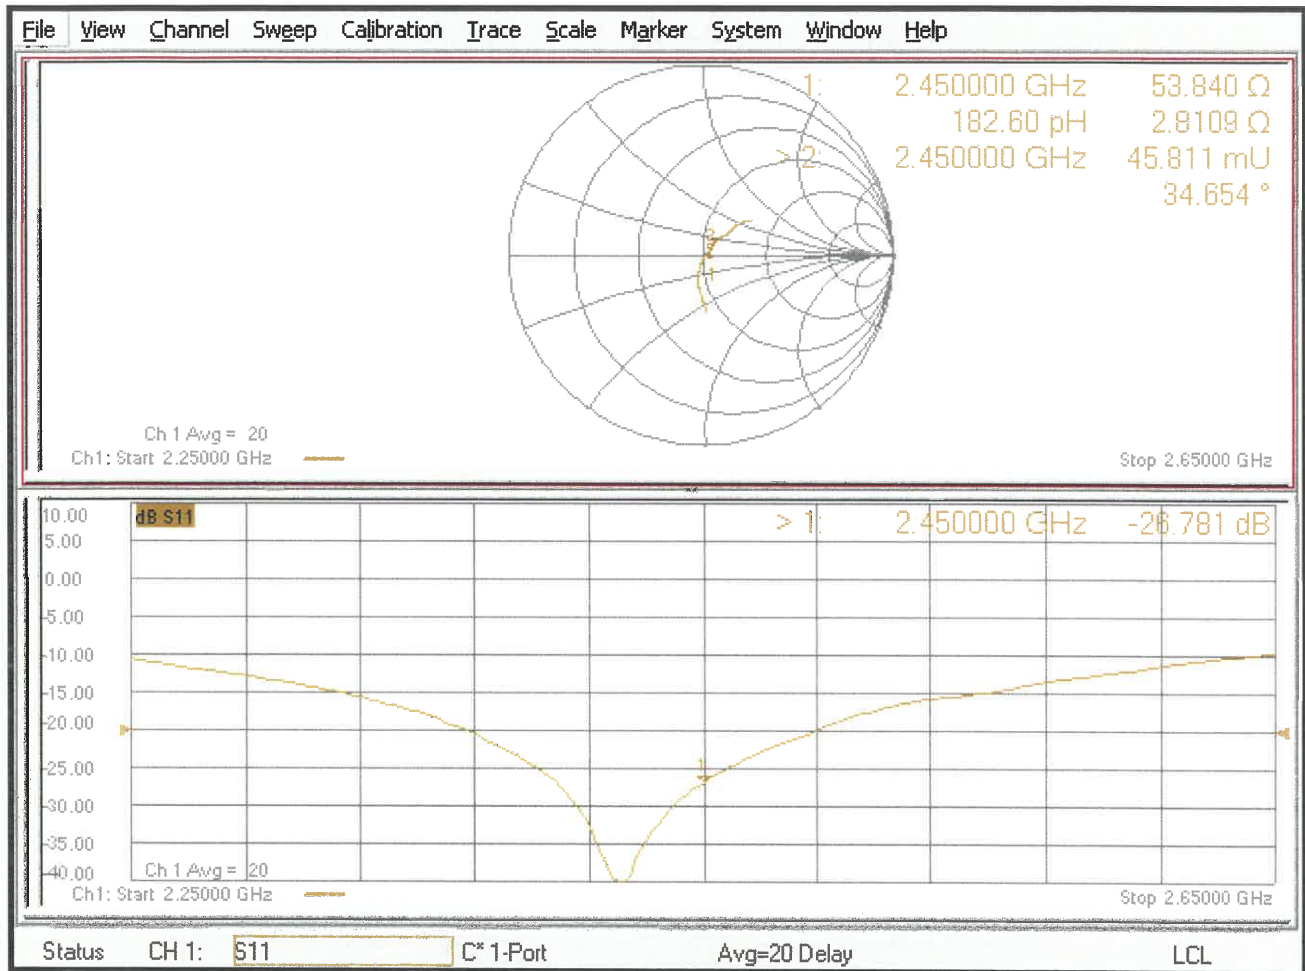 File View Channel Sweep Calibration Trace Scale Marker System Window Help
1: 2.450000 GHz 53.840 Ω
182.60 pH 2.8109 Ω
> 2: 2.450000 GHz 45.811 mU
34.654 °
2
1
Ch 1 Avg = 20
Ch1: Start 2.25000 GHz
Stop 2.65000 GHz
10.00
dB S11
> 1: 2.450000 GHz -26.781 dB
5.00
0.00
-5.00
-10.00
-15.00
-20.00
-25.00
1
-30.00
-35.00
-40.00
Ch 1 Avg = 20
Ch1: Start 2.25000 GHz
Stop 2.65000 GHz
Status CH 1: S11 C* 1-Port Avg=20 Delay LCL